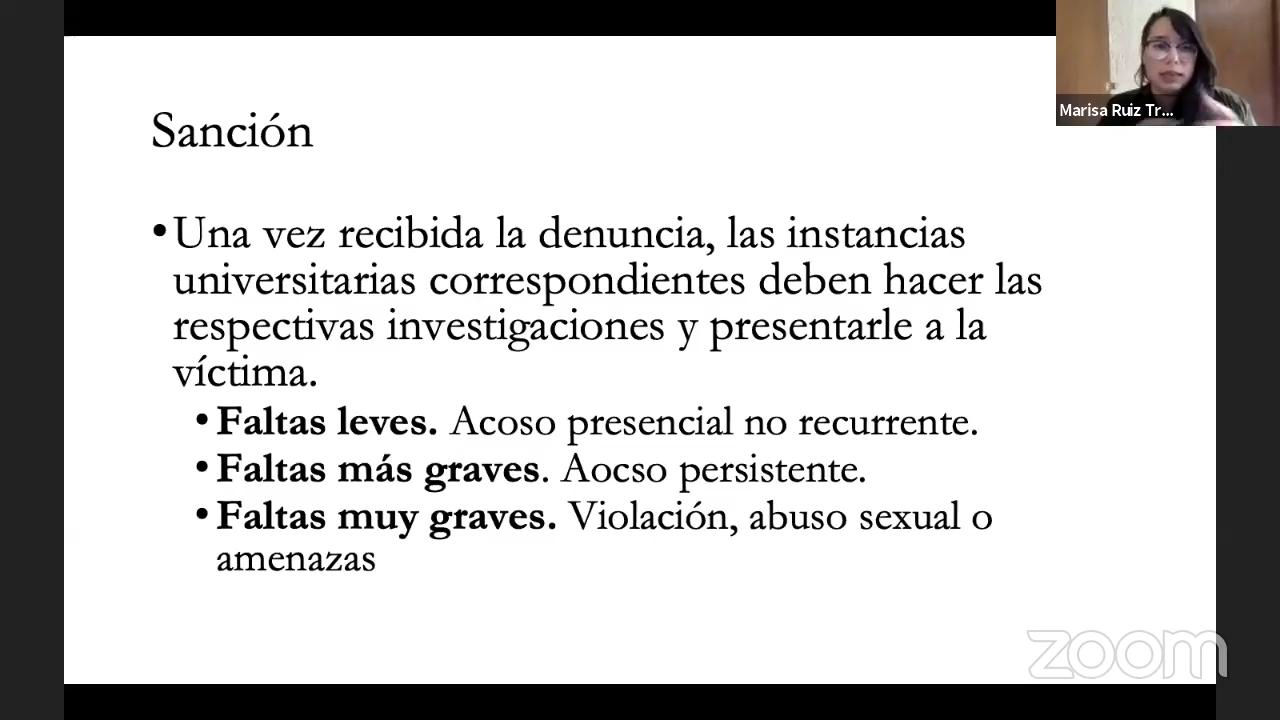 Marisa Ruiz Tr...
Sanción
• Una vez recibida la denuncia, las instancias
universitarias correspondientes deben hacer las
respectivas investigaciones y presentarle a la
víctima.
• Faltas leves. Acoso presencial no recurrente.
• Faltas más graves. Aocso persistente.
• Faltas muy graves. Violación, abuso sexual o
amenazas
zoom